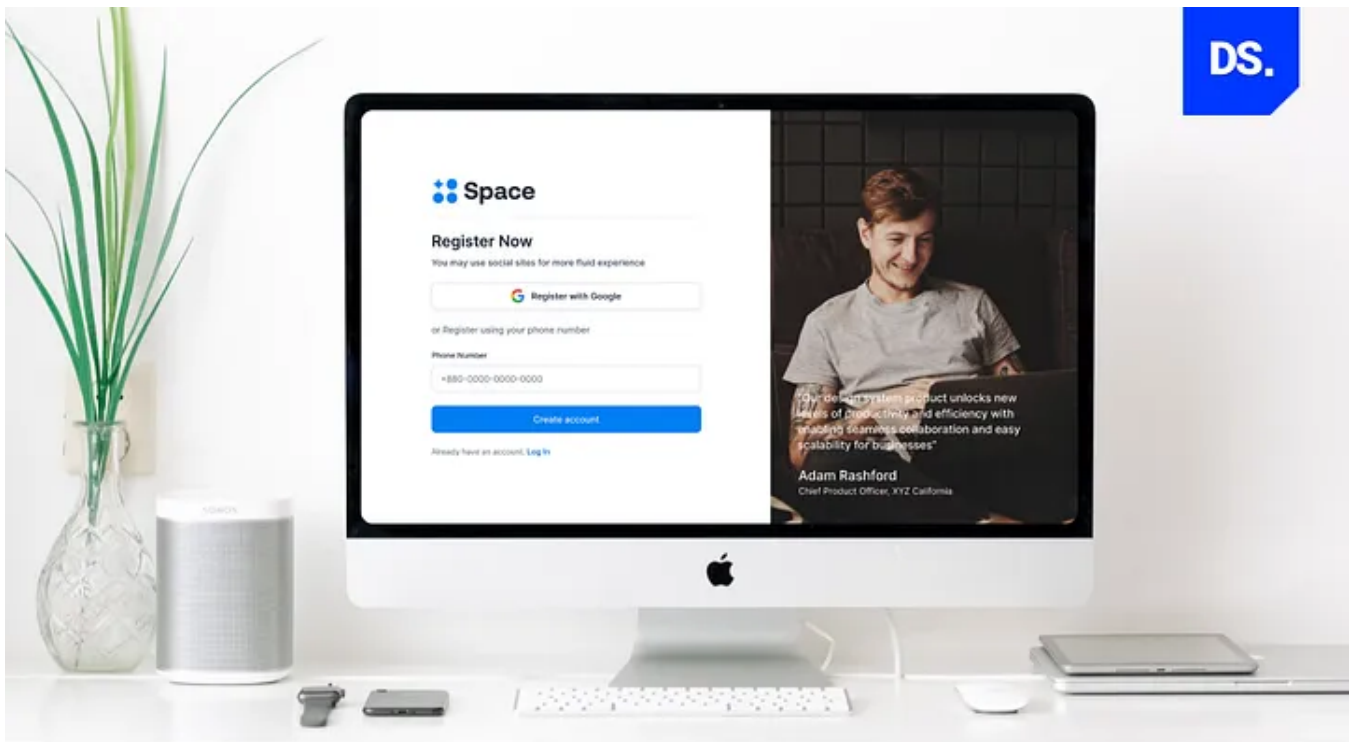 DS.
Space
Register Now
You may use social sites for more fluid experience
Register with Google
or Register using your phone number
Phone Number
+880-0000-0000-0000
Create account
Already have an account. Log In
"Our design system product unlocks new
levels of productivity and efficiency with
enabling seamless collaboration and easy
scalability for businesses"
Adam Rashford
Chief Product Officer, XYZ California
SONOS